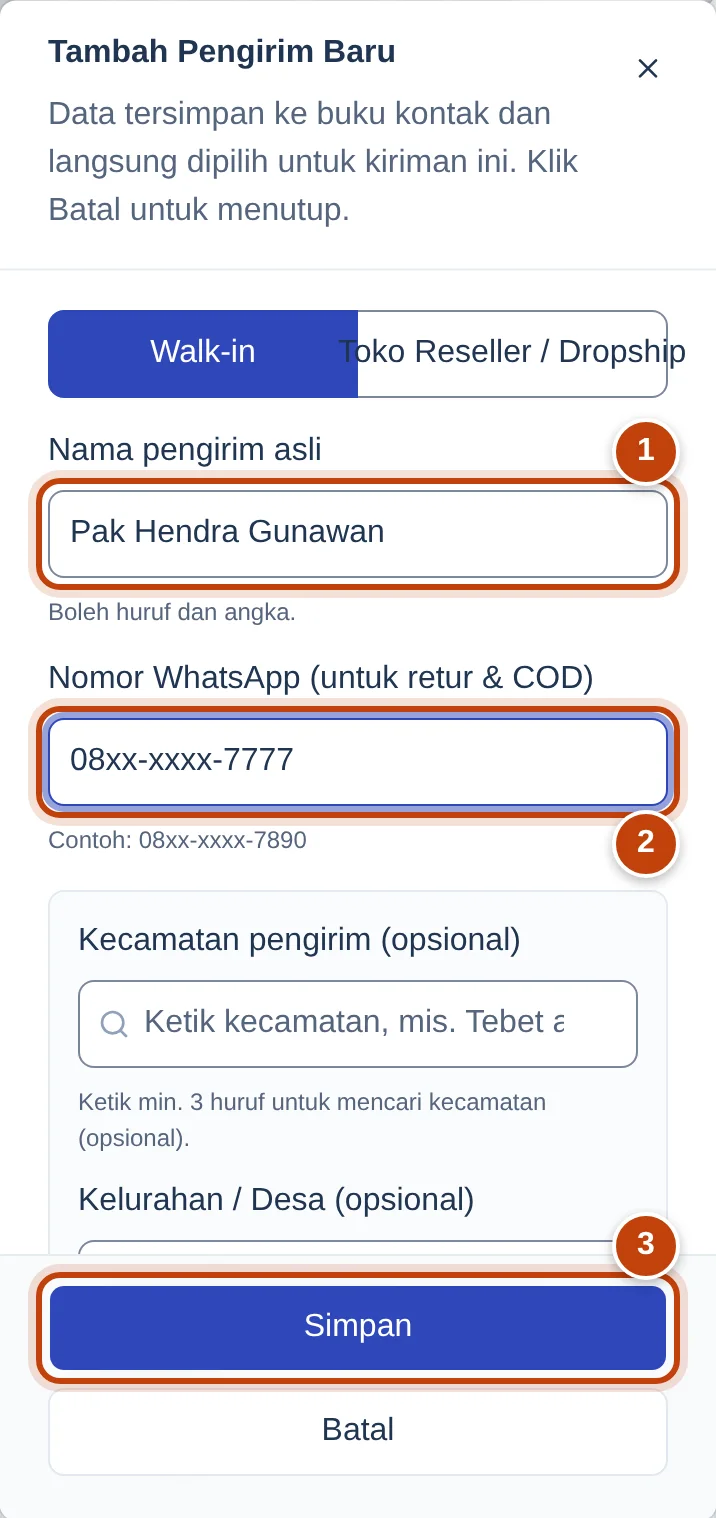 Tambah Pengirim Baru
Data tersimpan ke buku kontak dan
langsung dipilih untuk kiriman ini. Klik
Batal untuk menutup.
Walk-in
Toko Reseller / Dropship
Nama pengirim asli
1
Pak Hendra Gunawan
Boleh huruf dan angka.
Nomor WhatsApp (untuk retur & COD)
08xx-xxxx-7777
Contoh: 08xx-xxxx-7890
2
Kecamatan pengirim (opsional)
Ketik kecamatan, mis. Tebet a
Ketik min. 3 huruf untuk mencari kecamatan
(opsional).
Kelurahan / Desa (opsional)
3
Simpan
Batal